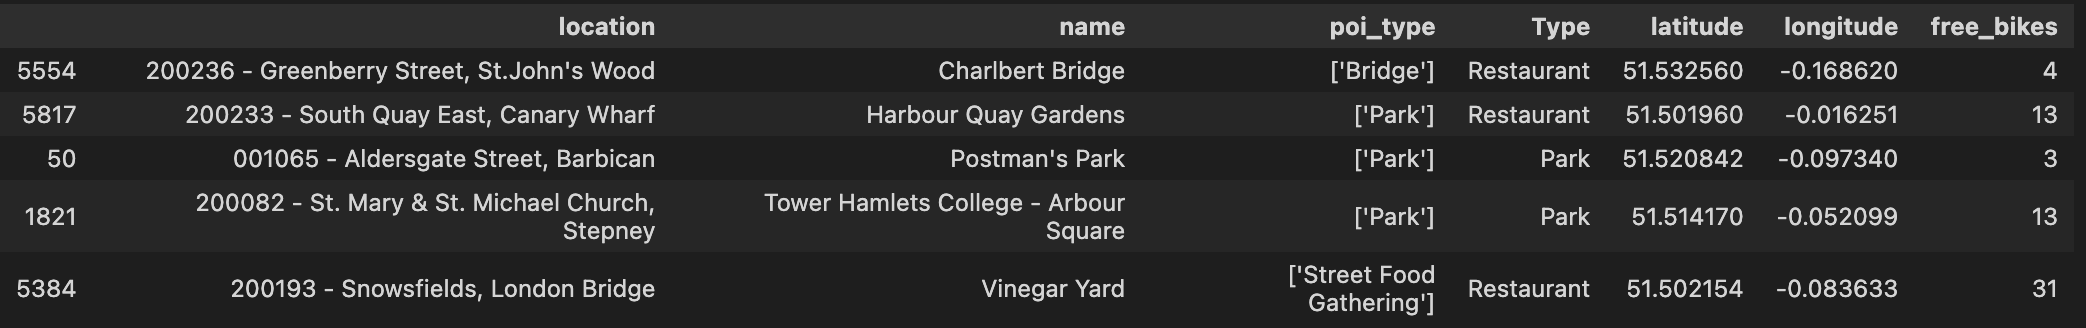 location name poi_type Type latitude longitude free_bikes
5554 200236 - Greenberry Street, St.John's Wood Charlbert Bridge ['Bridge'] Restaurant 51.532560 -0.168620 4
5817 200233 - South Quay East, Canary Wharf Harbour Quay Gardens ['Park'] Restaurant 51.501960 -0.016251 13
50 001065 - Aldersgate Street, Barbican Postman's Park ['Park'] Park 51.520842 -0.097340 3
1821 200082 - St. Mary & St. Michael Church, Stepney Tower Hamlets College - Arbour Square ['Park'] Park 51.514170 -0.052099 13
5384 200193 - Snowsfields, London Bridge Vinegar Yard ['Street Food Gathering'] Restaurant 51.502154 -0.083633 31